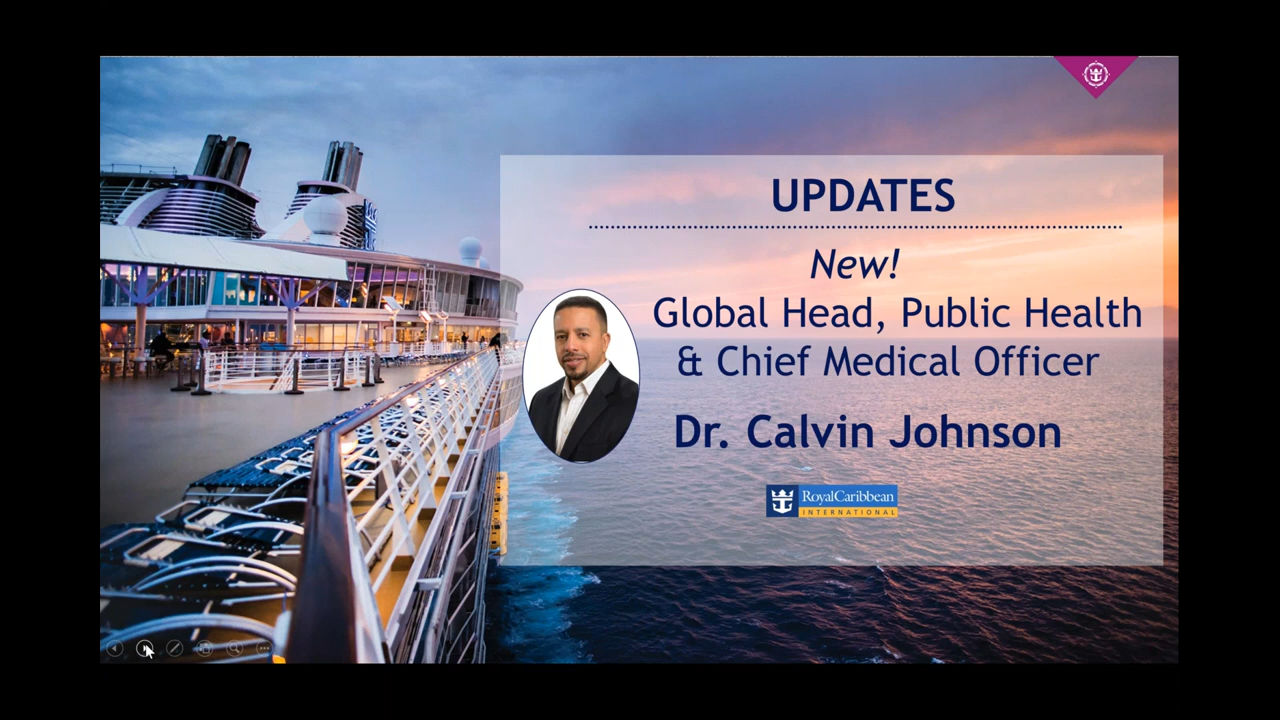 UPDATES
New!
Global Head, Public Health
& Chief Medical Officer
Dr. Calvin Johnson
RoyalCaribbean
INTERNATIONAL